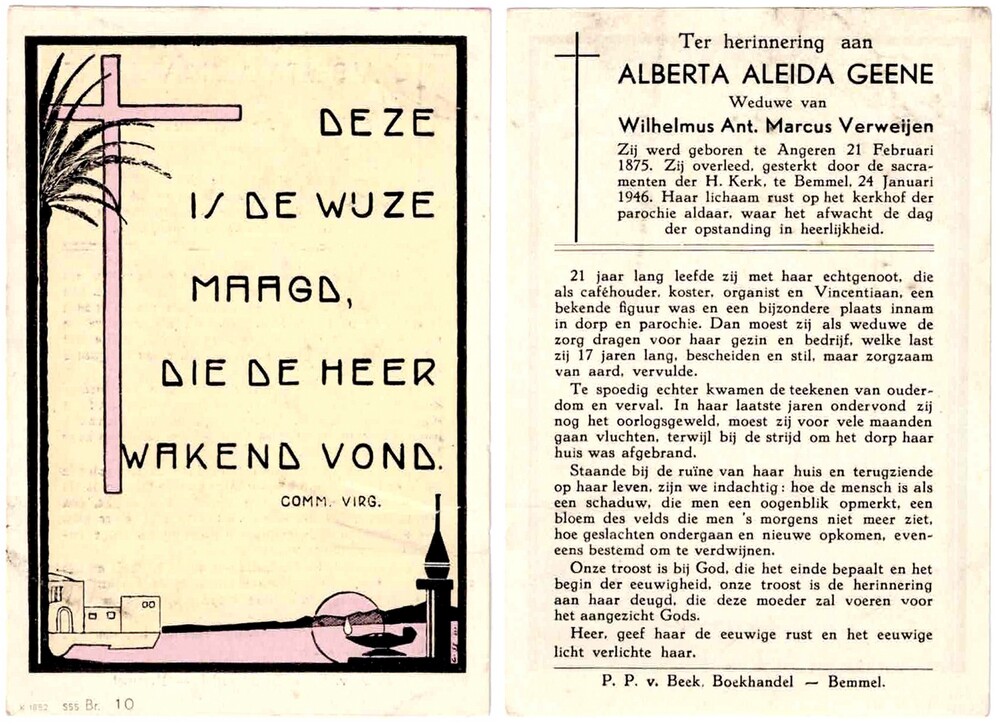 DEZE
IS DE WIJZE
MAAGD,
DIE DE HEER
WAKEND VOND.
COMM. VIRG.
K 1852 SSS Br. 10
Ter herinnering aan
ALBERTA ALEIDA GEENE
Weduwe van
Wilhelmus Ant. Marcus Verweijen
Zij werd geboren te Angeren 21 Februari
1875. Zij overleed, gesterkt door de sacra-
menten der H. Kerk, te Bemmel, 24 Januari
1946. Haar lichaam rust op het kerkhof der
parochie aldaar, waar het afwacht de dag
der opstanding in heerlijkheid.
21 jaar lang leefde zij met haar echtgenoot, die
als caféhouder, koster, organist en Vincentiaan, een
bekende figuur was en een bijzondere plaats innam
in dorp en parochie. Dan moest zij als weduwe de
zorg dragen voor haar gezin en bedrijf, welke last
zij 17 jaren lang, bescheiden en stil, maar zorgzaam
van aard, vervulde.
Te spoedig echter kwamen de teekenen van ouder-
dom en verval. In haar laatste jaren ondervond zij
nog het oorlogsgeweld, moest zij voor vele maanden
gaan vluchten, terwijl bij de strijd om het dorp haar
huis was afgebrand.
Staande bij de ruïne van haar huis en terugziende
op haar leven, zijn we indachtig: hoe de mensch is als
een schaduw, die men een oogenblik opmerkt, een
bloem des velds die men 's morgens niet meer ziet,
hoe geslachten ondergaan en nieuwe opkomen, even-
eens bestemd om te verdwijnen.
Onze troost is bij God, die het einde bepaalt en het
begin der eeuwigheid, onze troost is de herinnering
aan haar deugd, die deze moeder zal voeren voor
het aangezicht Gods.
Heer, geef haar de eeuwige rust en het eeuwige
licht verlichte haar.
P. P. v. Beek, Boekhandel — Bemmel.